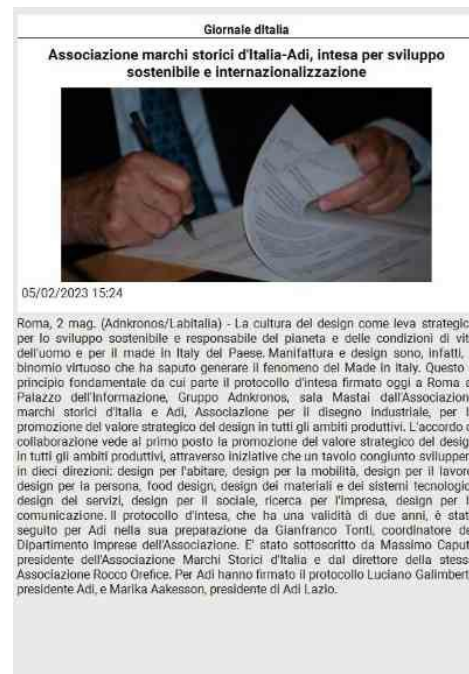 Giornale dItalia
Associazione marchi storici d'Italia-Adi, intesa per sviluppo
sostenibile e internazionalizzazione
05/02/2023 15:24
Roma, 2 mag. (Adnkronos/Labitalia) - La cultura del design come leva strategic
per lo sviluppo sostenibile e responsabile del pianeta e delle condizioni di vit
dell'uomo e per il made in Italy del Paese. Manifattura e design sono, infatti,
binomio virtuoso che ha saputo generare il fenomeno del Made in Italy. Questo
principio fondamentale da cui parte il protocollo d'intesa firmato oggi a Roma a
Palazzo dell'Informazione, Gruppo Adnkronos, sala Mastai dall'Association
marchi storici d'Italia e Adi, Associazione per il disegno industriale, per l
promozione del valore strategico del design in tutti gli ambiti produttivi. L'accordo d
collaborazione vede al primo posto la promozione del valore strategico del desig
in tutti gli ambiti produttivi, attraverso iniziative che un tavolo congiunto svilupper
in dieci direzioni: design per l'abitare, design per la mobilità, design per il lavor
design per la persona, food design, design dei materiali e dei sistemi tecnologic
design dei servizi, design per il sociale, ricerca per l'impresa, design per l
comunicazione. Il protocollo d'intesa, che ha una validità di due anni, è stat
seguito per Adi nella sua preparazione da Gianfranco Tonti, coordinatore de
Dipartimento Imprese dell'Associazione. E' stato sottoscritto da Massimo Caput
presidente dell'Associazione Marchi Storici d'Italia e dal direttore della stess
Associazione Rocco Orefice. Per Adi hanno firmato il protocollo Luciano Galimbert
presidente Adi, e Marika Aakesson, presidente di Adi Lazio.